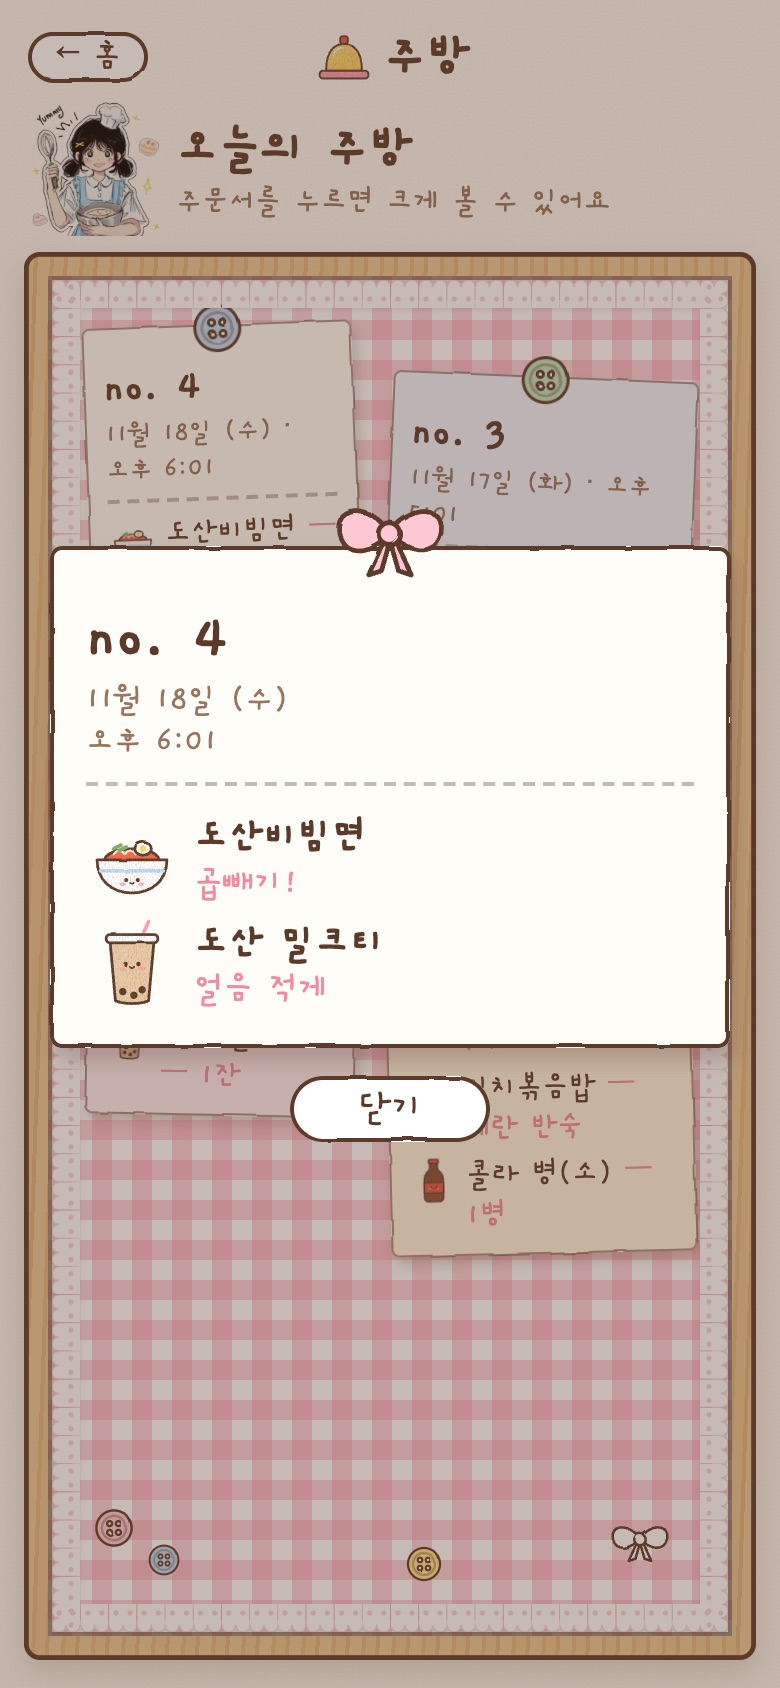 ← 홈
주방
Yummy
오늘의 주방
주문서를 누르면 크게 볼 수 있어요
no. 4
11월 18일 (수) ·
오후 6:01
도산비빔면 —
no. 3
11월 17일 (화) · 오후
5:01
no. 4
11월 18일 (수)
오후 6:01
도산비빔면
곱빼기!
도산 밀크티
얼음 적게
— 1잔
닫기
볶음밥 —
반숙
콜라 병(소) —
1병